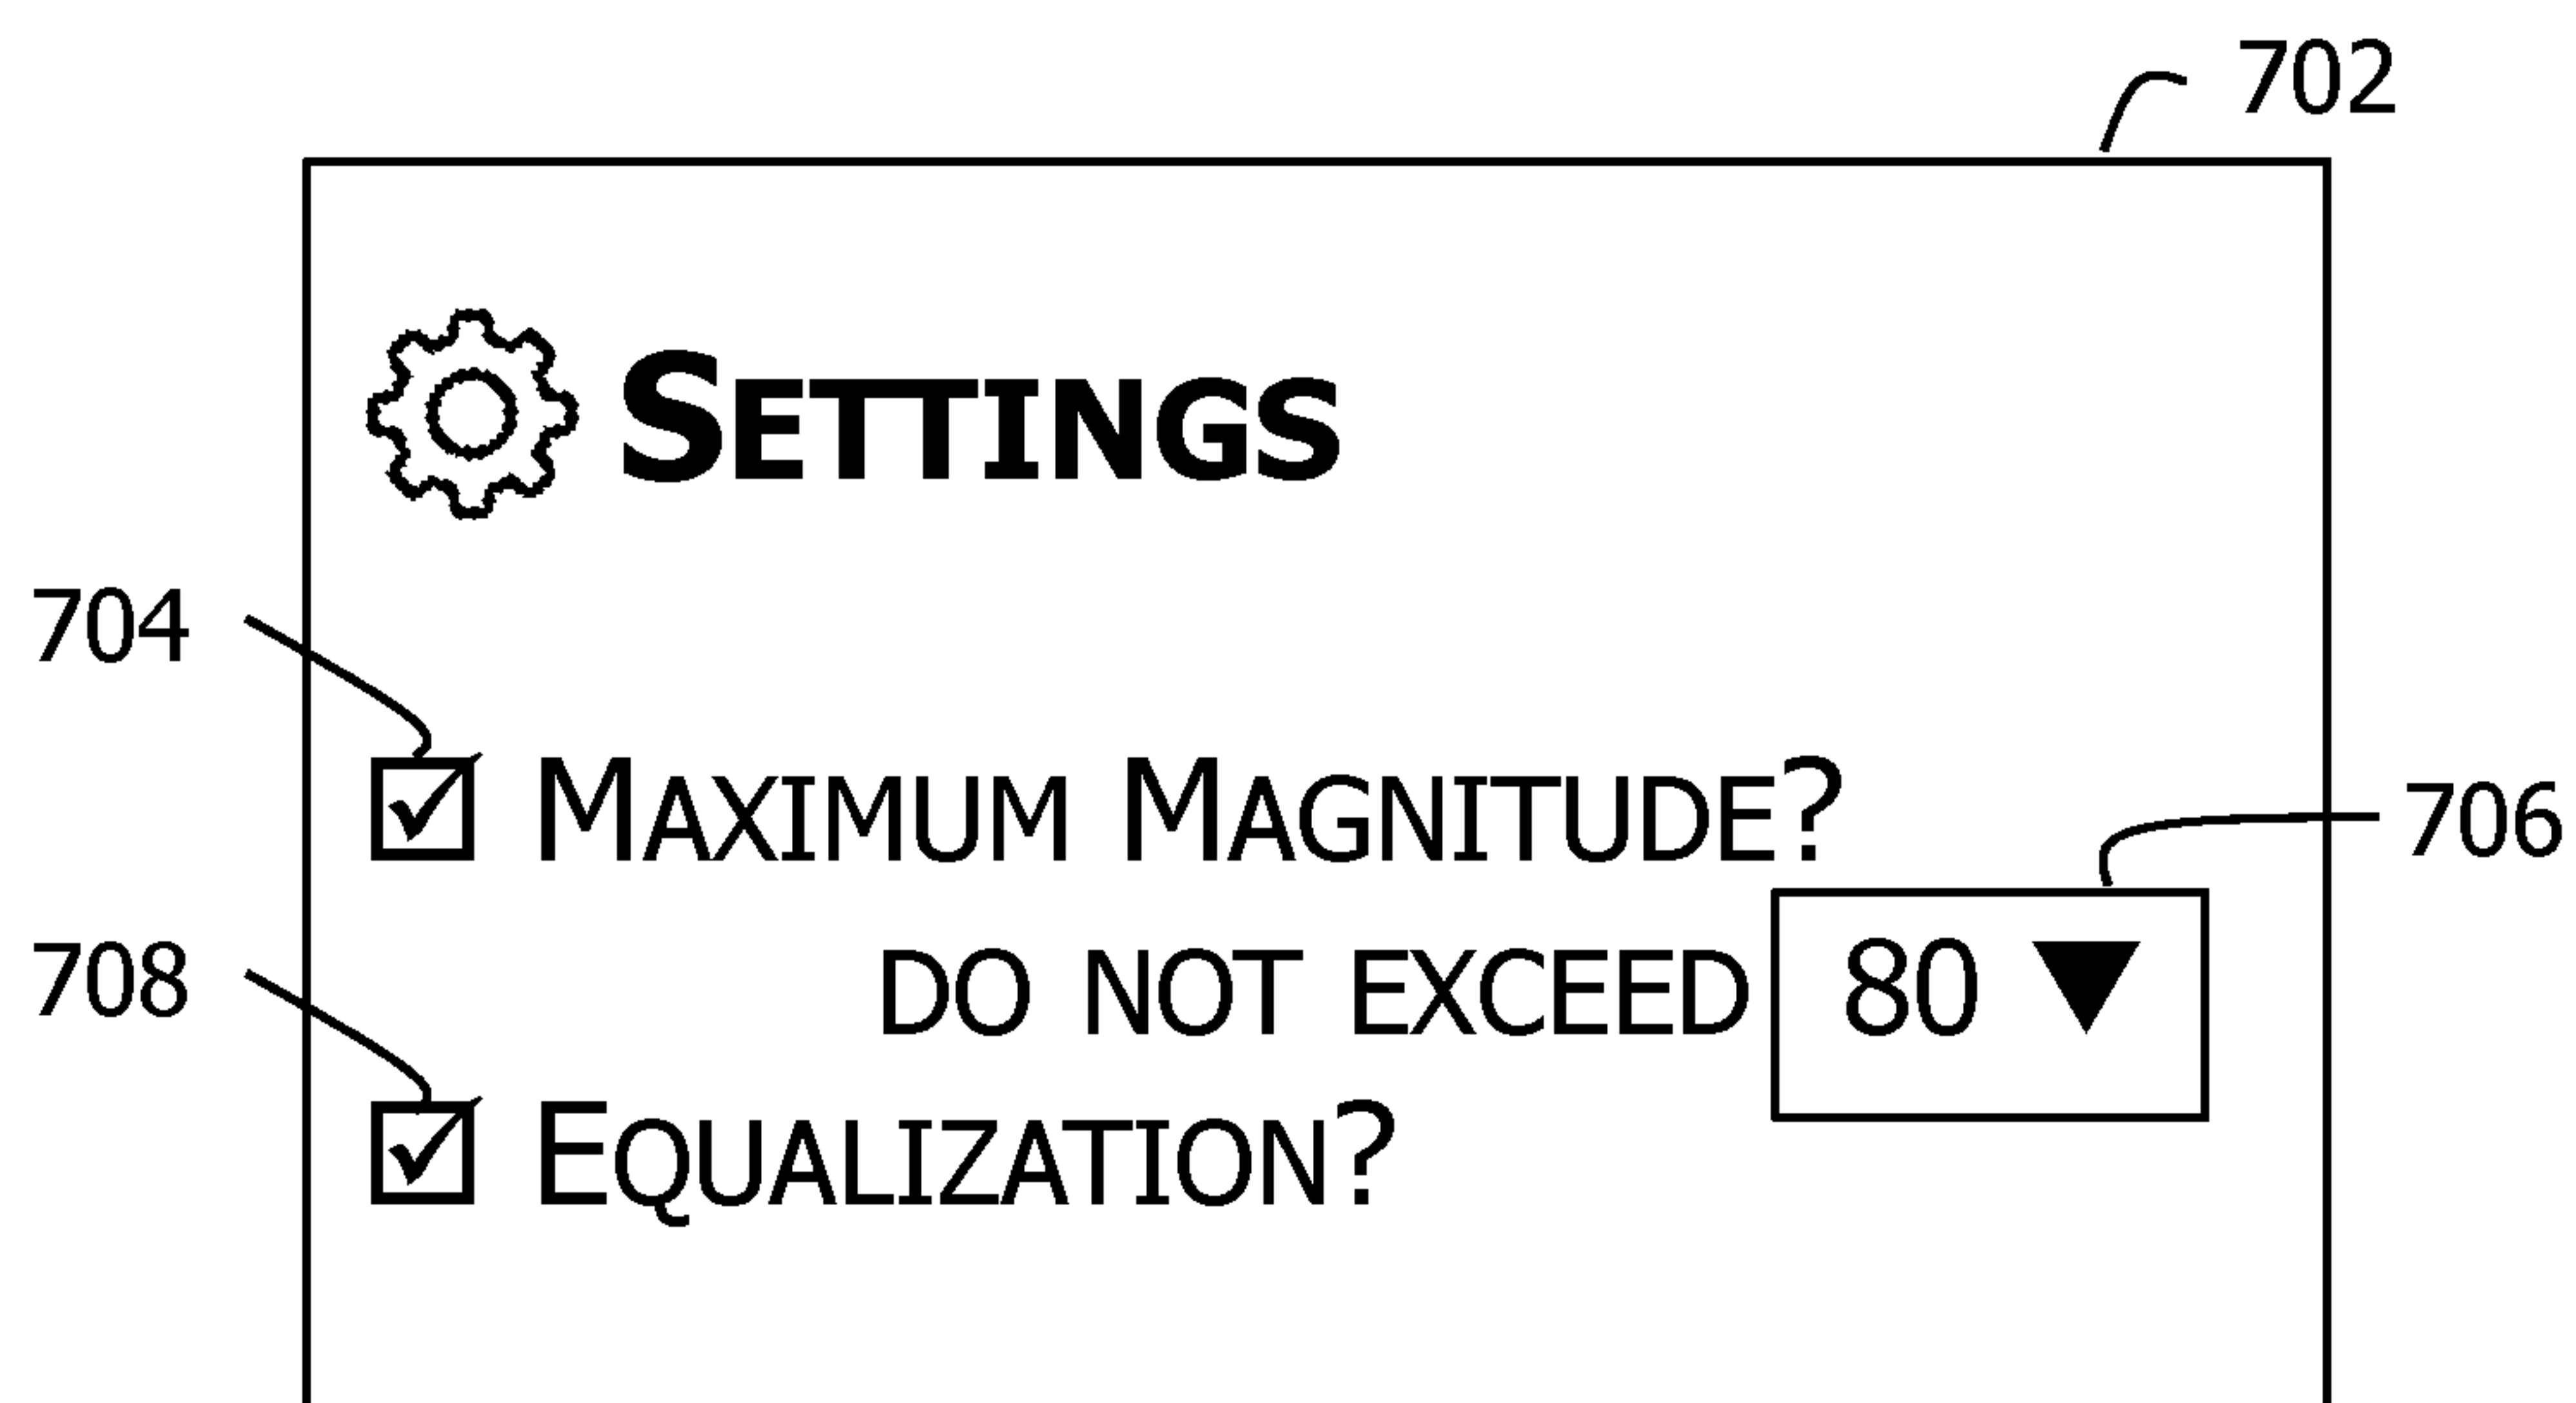 702
SETTINGS
704
MAXIMUM MAGNITUDE?
706
DO NOT EXCEED 80
708
EQUALIZATION?